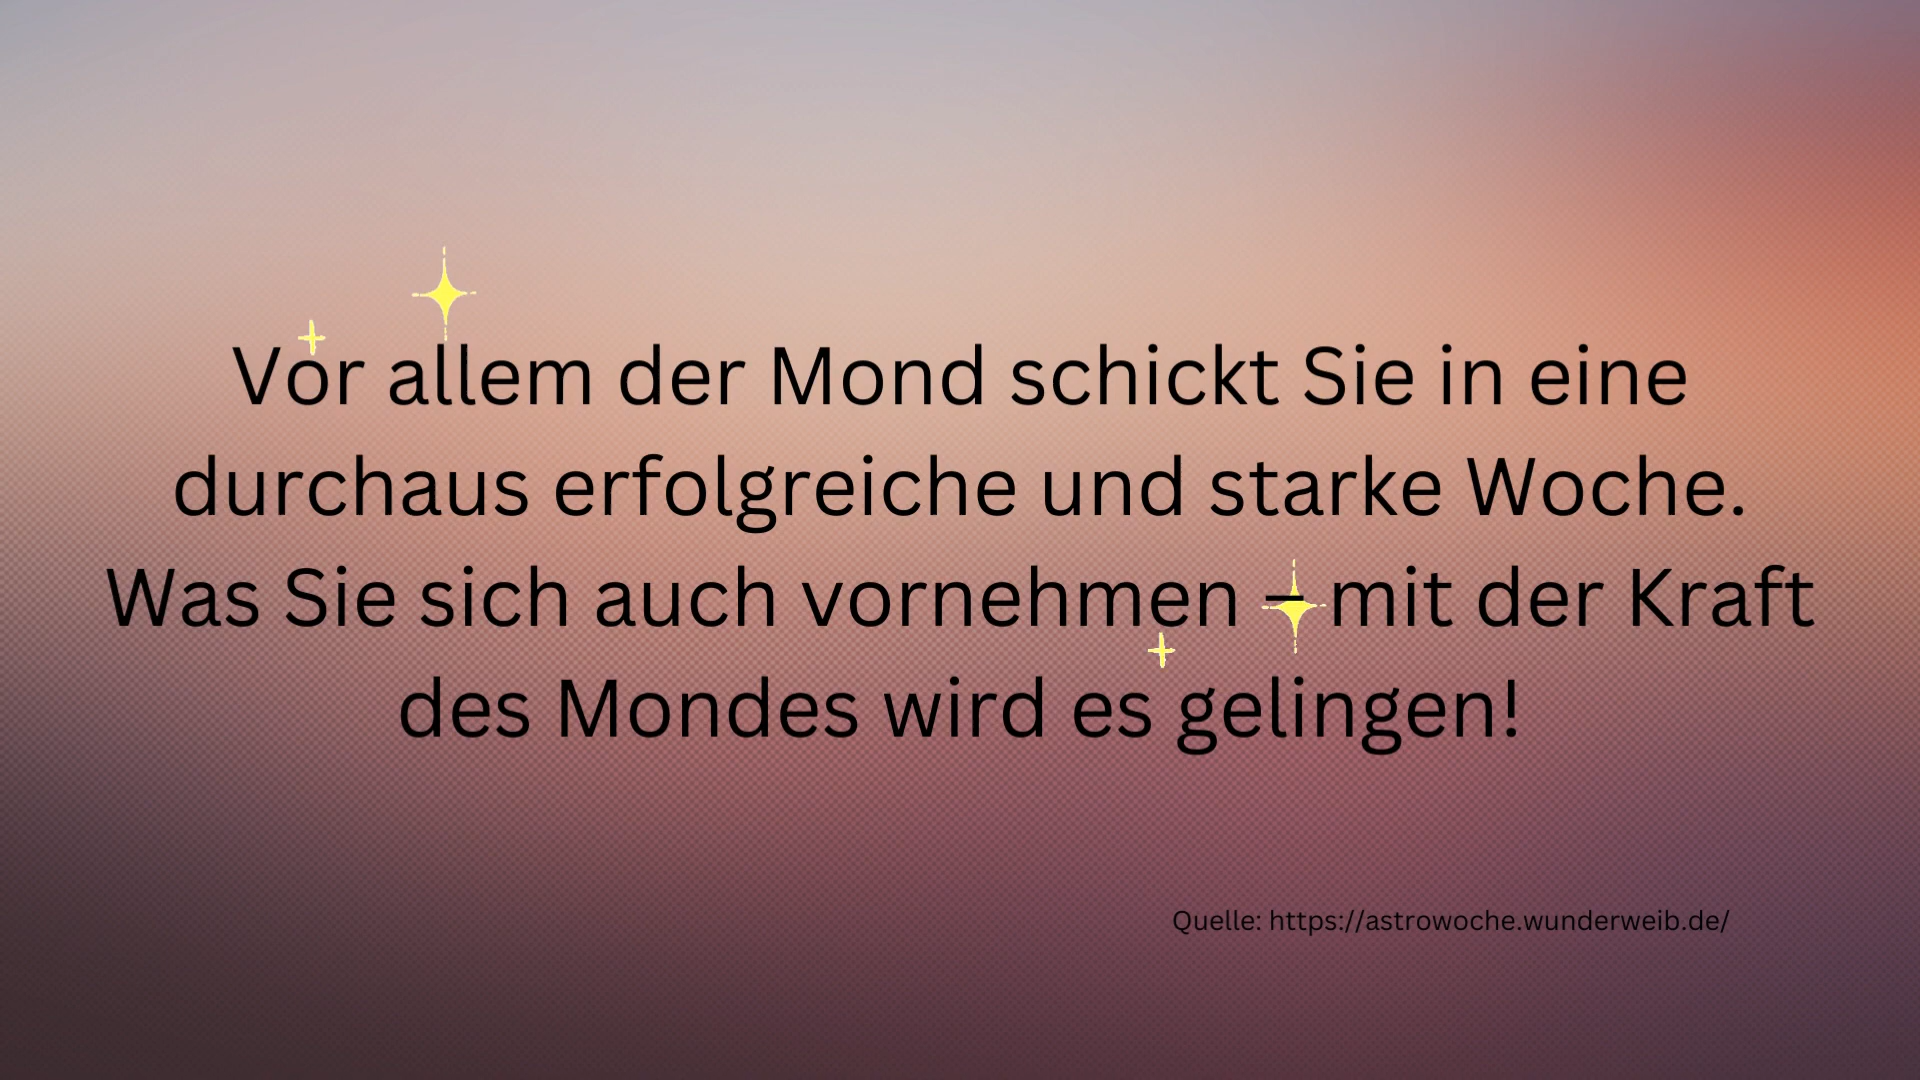 Vor allem der Mond schickt Sie in eine
durchaus erfolgreiche und starke Woche.
Was Sie sich auch vornehmen – mit der Kraft
des Mondes wird es gelingen!
Quelle: https://astrowoche.wunderweib.de/